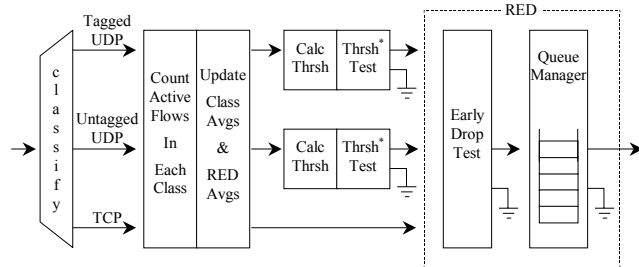 RED
Tagged
UDP
classify
Untagged
UDP
TCP
Count
Active
Flows
In
Each
Class
Update
Class
Avgs
&
RED
Avgs
Calc
Thrsh
Thrsh*
Test
Calc
Thrsh
Thrsh*
Test
Early
Drop
Test
Queue
Manager